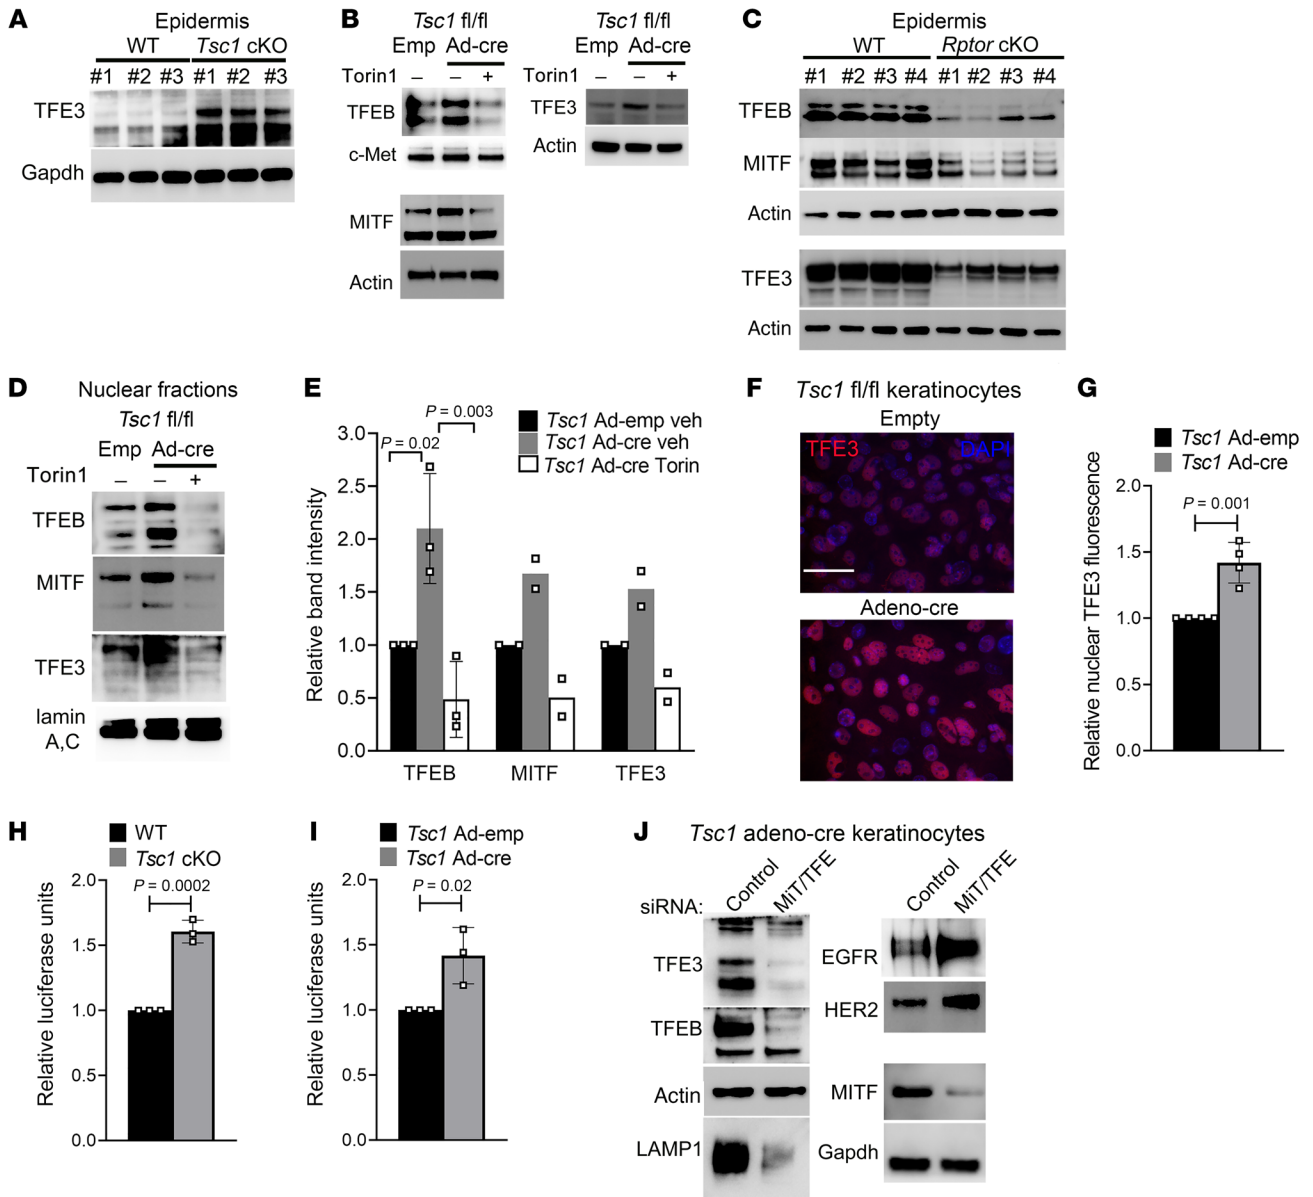 A
Epidermis
WT Tsc1 cKO
#1 #2 #3 #1 #2 #3
TFE3
Gapdh
B
Tsc1 fl/fl
Emp Ad-cre
Torin1 – – +
TFEB
c-Met
MITF
Actin
Tsc1 fl/fl
Emp Ad-cre
Torin1 – – +
TFE3
Actin
C
Epidermis
WT Rptor cKO
#1 #2 #3 #4 #1 #2 #3 #4
TFEB
MITF
Actin
TFE3
Actin
D
Nuclear fractions
Tsc1 fl/fl
Emp Ad-cre
Torin1 – – +
TFEB
MITF
TFE3
lamin
A,C
E
P = 0.003
P = 0.02
Tsc1 Ad-emp veh
Tsc1 Ad-cre veh
Tsc1 Ad-cre Torin
Relative band intensity
3.0
2.5
2.0
1.5
1.0
0.5
0.0
TFEB MITF TFE3
F
Tsc1 fl/fl keratinocytes
Empty
TFE3 DAPI
Adeno-cre
G
Tsc1 Ad-emp
Tsc1 Ad-cre
Relative nuclear TFE3 fluorescence
2.0
P = 0.001
1.5
1.0
0.5
0.0
H
WT
Tsc1 cKO
Relative luciferase units
2.0
P = 0.0002
1.5
1.0
0.5
0.0
I
Tsc1 Ad-emp
Tsc1 Ad-cre
Relative luciferase units
2.0
P = 0.02
1.5
1.0
0.5
0.0
J
Tsc1 adeno-cre keratinocytes
siRNA: Control MiT/TFE
TFE3
TFEB
Actin
LAMP1
Control MiT/TFE
EGFR
HER2
MITF
Gapdh